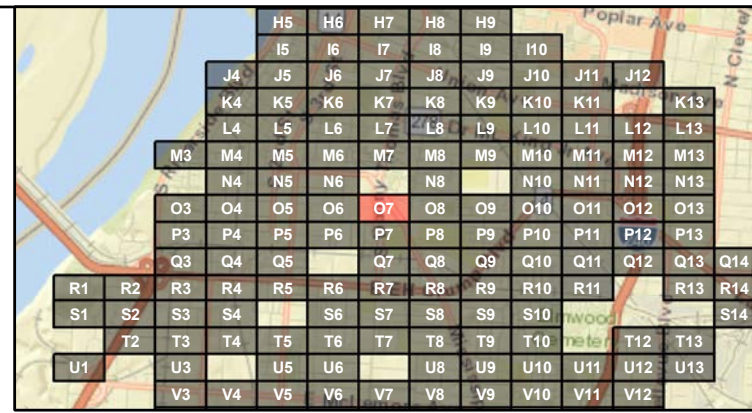 H5 H6 H7 H8 H9 Poplar Ave
I5 I6 I7 I8 I9 I10
J4 J5 J6 J7 J8 J9 J10 J11 J12
K4 K5 K6 K7 K8 K9 K10 K11 K13
L4 L5 L6 L7 L8 L9 L10 L11 L12 L13
M3 M4 M5 M6 M7 M8 M9 M10 M11 M12 M13
N4 N5 N6 N8 N10 N11 N12 N13
O3 O4 O5 O6 O7 O8 O9 O10 O11 O12 O13
P3 P4 P5 P6 P7 P8 P9 P10 P11 P12 P13
Q3 Q4 Q5 Q7 Q8 Q9 Q10 Q11 Q12 Q13 Q14
R1 R2 R3 R4 R5 R6 R7 R8 R9 R10 R11 R13 R14
S1 S2 S3 S4 S6 S7 S8 S9 S10 S14
T2 T3 T4 T5 T6 T7 T8 T9 T10 T12 T13
U1 U3 U5 U6 U8 U9 U10 U11 U12 U13
V3 V4 V5 V6 V7 V8 V9 V10 V11 V12